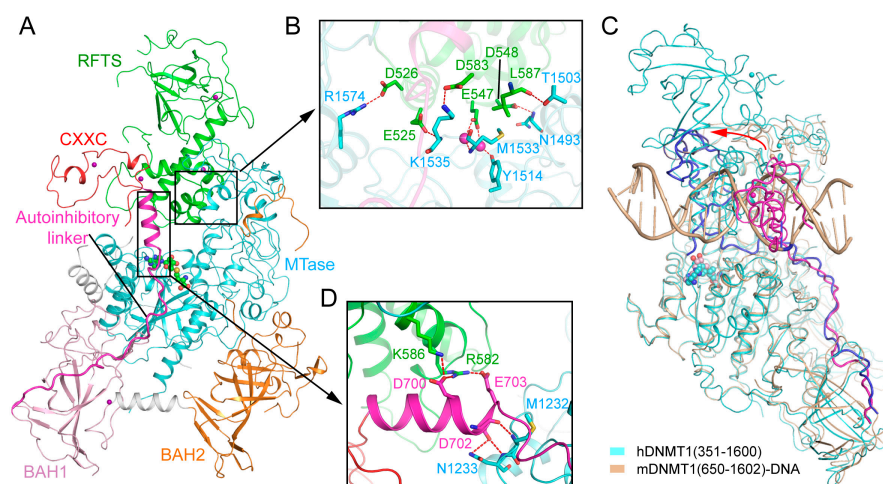 A
RFTS
CXXC
Autoinhibitory
linker
MTase
BAH1
BAH2
B
D548
D583
L587
D526
T1503
R1574
E547
E525
N1493
M1533
K1535
Y1514
C
D
K586
R582
D700
E703
M1232
D702
N1233
hDNMT1(351-1600)
mDNMT1(650-1602)-DNA